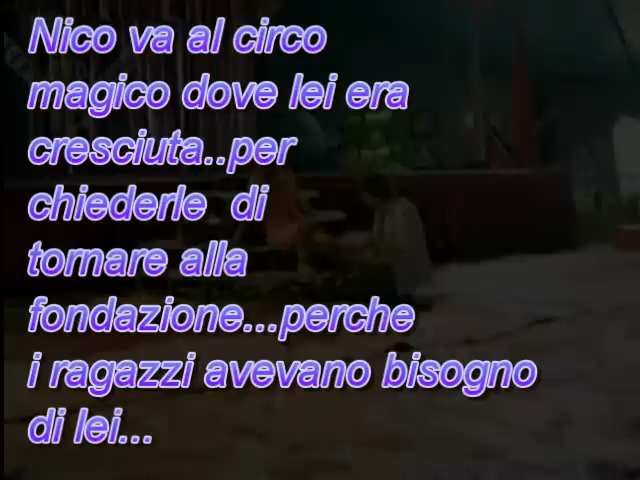 Nico va al circo
magico dove lei era
cresciuta..per
chiederle di
tornare alla
fondazione...perche
i ragazzi avevano bisogno
di lei...